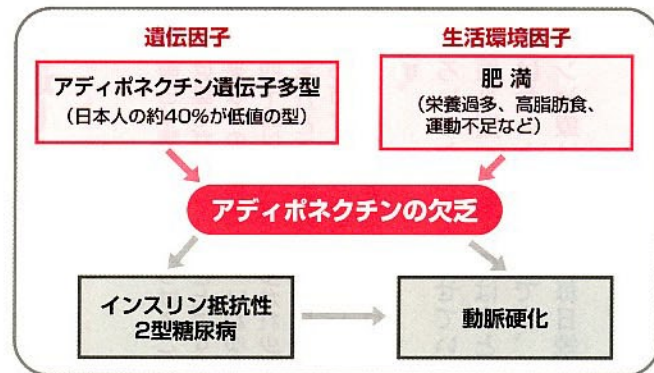 遺伝因子
生活環境因子
アディポネクチン遺伝子多型
(日本人の約40%が低値の型)
肥満
(栄養過多、高脂肪食、
運動不足など)
アディポネクチンの欠乏
インスリン抵抗性
2型糖尿病
動脈硬化